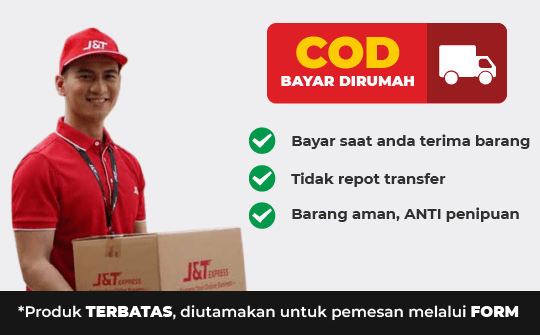 J&T
COD
BAYAR DIRUMAH
Bayar saat anda terima barang
Tidak repot transfer
Barang aman, ANTI penipuan
J&T EXPRESS
J&T EXPRESS
*Produk TERBATAS, diutamakan untuk pemesan melalui FORM